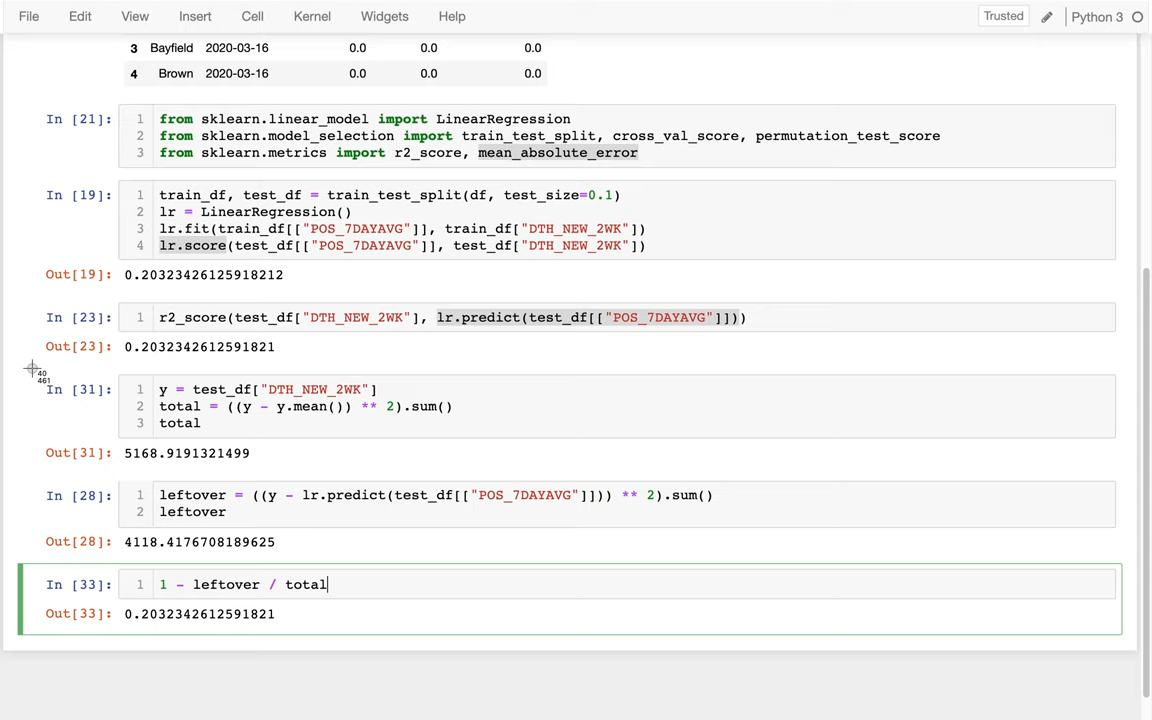 File Edit View Insert Cell Kernel Widgets Help Trusted Python 3
3 Bayfield 2020-03-16 0.0 0.0 0.0
4 Brown 2020-03-16 0.0 0.0 0.0
In [21]: 1 from sklearn.linear_model import LinearRegression
2 from sklearn.model_selection import train_test_split, cross_val_score, permutation_test_score
3 from sklearn.metrics import r2_score, mean_absolute_error
In [19]: 1 train_df, test_df = train_test_split(df, test_size=0.1)
2 lr = LinearRegression()
3 lr.fit(train_df[["POS_7DAYAVG"]], train_df["DTH_NEW_2WK"])
4 lr.score(test_df[["POS_7DAYAVG"]], test_df["DTH_NEW_2WK"])
Out[19]: 0.20323426125918212
In [23]: 1 r2_score(test_df["DTH_NEW_2WK"], lr.predict(test_df[["POS_7DAYAVG"]]))
Out[23]: 0.2032342612591821
40
461
In [31]: 1 y = test_df["DTH_NEW_2WK"]
2 total = ((y - y.mean()) ** 2).sum()
3 total
Out[31]: 5168.9191321499
In [28]: 1 leftover = ((y - lr.predict(test_df[["POS_7DAYAVG"]])) ** 2).sum()
2 leftover
Out[28]: 4118.4176708189625
In [33]: 1 1 - leftover / total
Out[33]: 0.2032342612591821